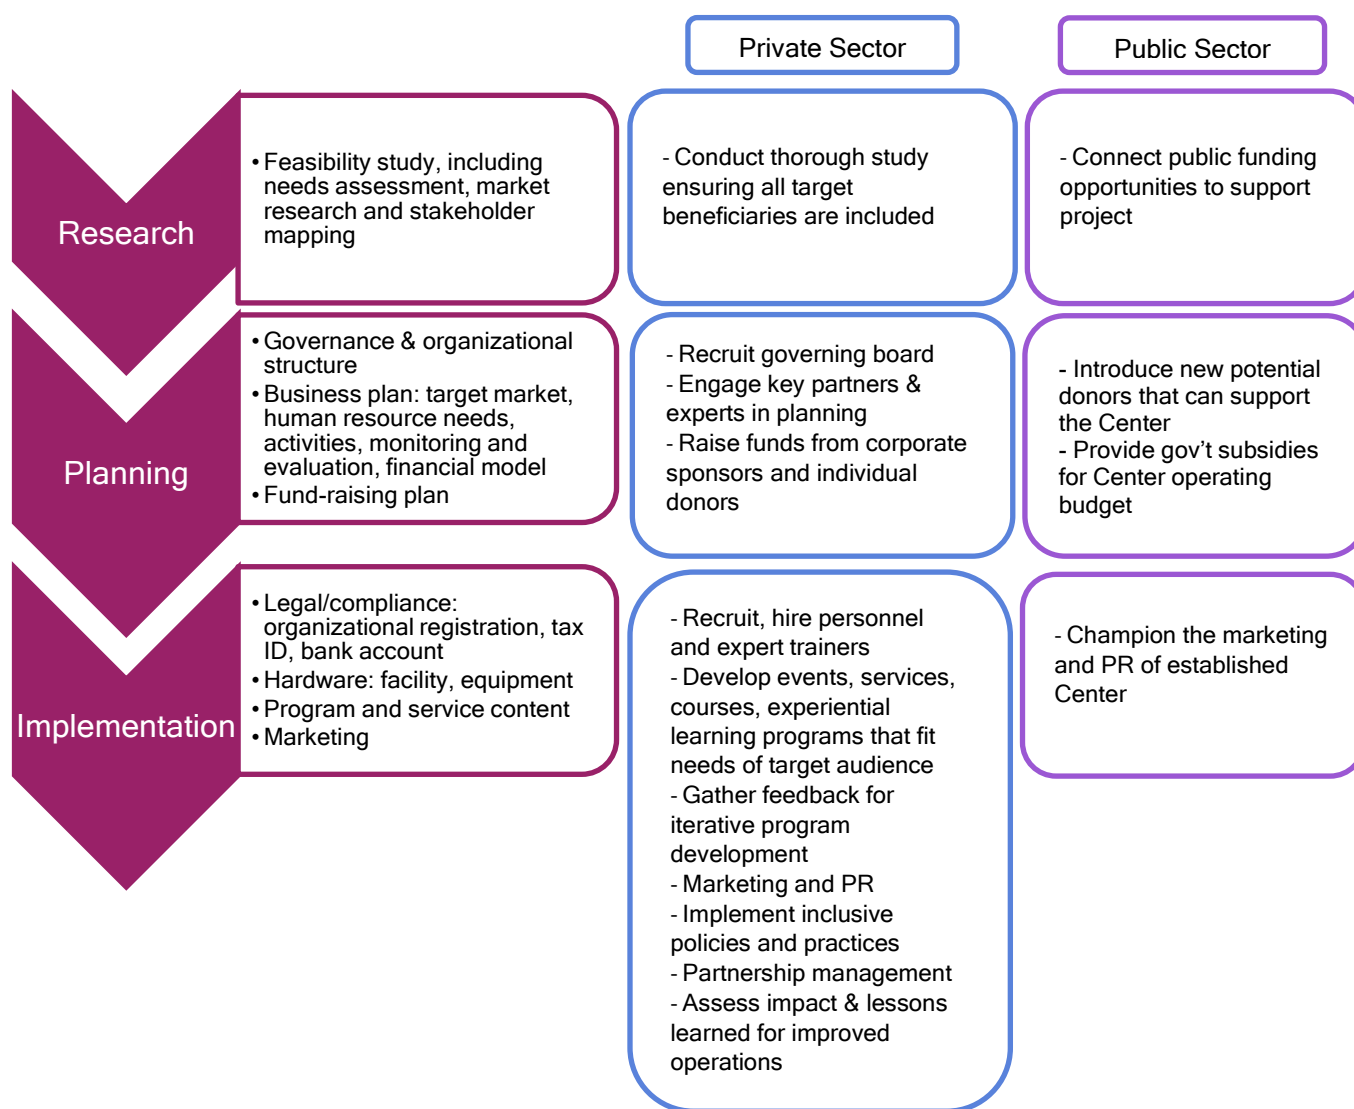 Private Sector
Public Sector
Research
• Feasibility study, including
needs assessment, market
research and stakeholder
mapping
- Conduct thorough study
ensuring all target
beneficiaries are included
- Connect public funding
opportunities to support
project
Planning
• Governance & organizational
structure
• Business plan: target market,
human resource needs,
activities, monitoring and
evaluation, financial model
• Fund-raising plan
- Recruit governing board
- Engage key partners &
experts in planning
- Raise funds from corporate
sponsors and individual
donors
- Introduce new potential
donors that can support
the Center
- Provide gov’t subsidies
for Center operating
budget
Implementation
• Legal/compliance:
organizational registration, tax
ID, bank account
• Hardware: facility, equipment
• Program and service content
• Marketing
- Recruit, hire personnel
and expert trainers
- Develop events, services,
courses, experiential
learning programs that fit
needs of target audience
- Gather feedback for
iterative program
development
- Marketing and PR
- Implement inclusive
policies and practices
- Partnership management
- Assess impact & lessons
learned for improved
operations
- Champion the marketing
and PR of established
Center